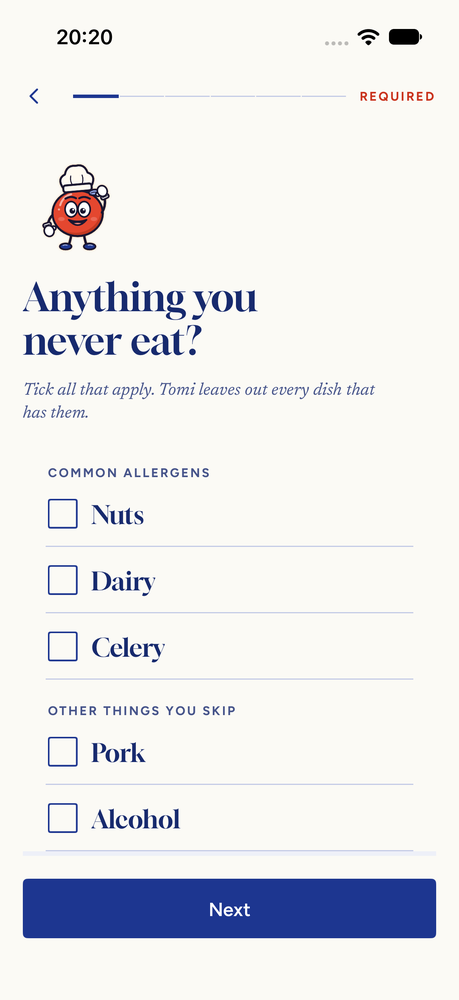 20:20
REQUIRED
Anything you
never eat?
Tick all that apply. Tomi leaves out every dish that
has them.
COMMON ALLERGENS
Nuts
Dairy
Celery
OTHER THINGS YOU SKIP
Pork
Alcohol
Next